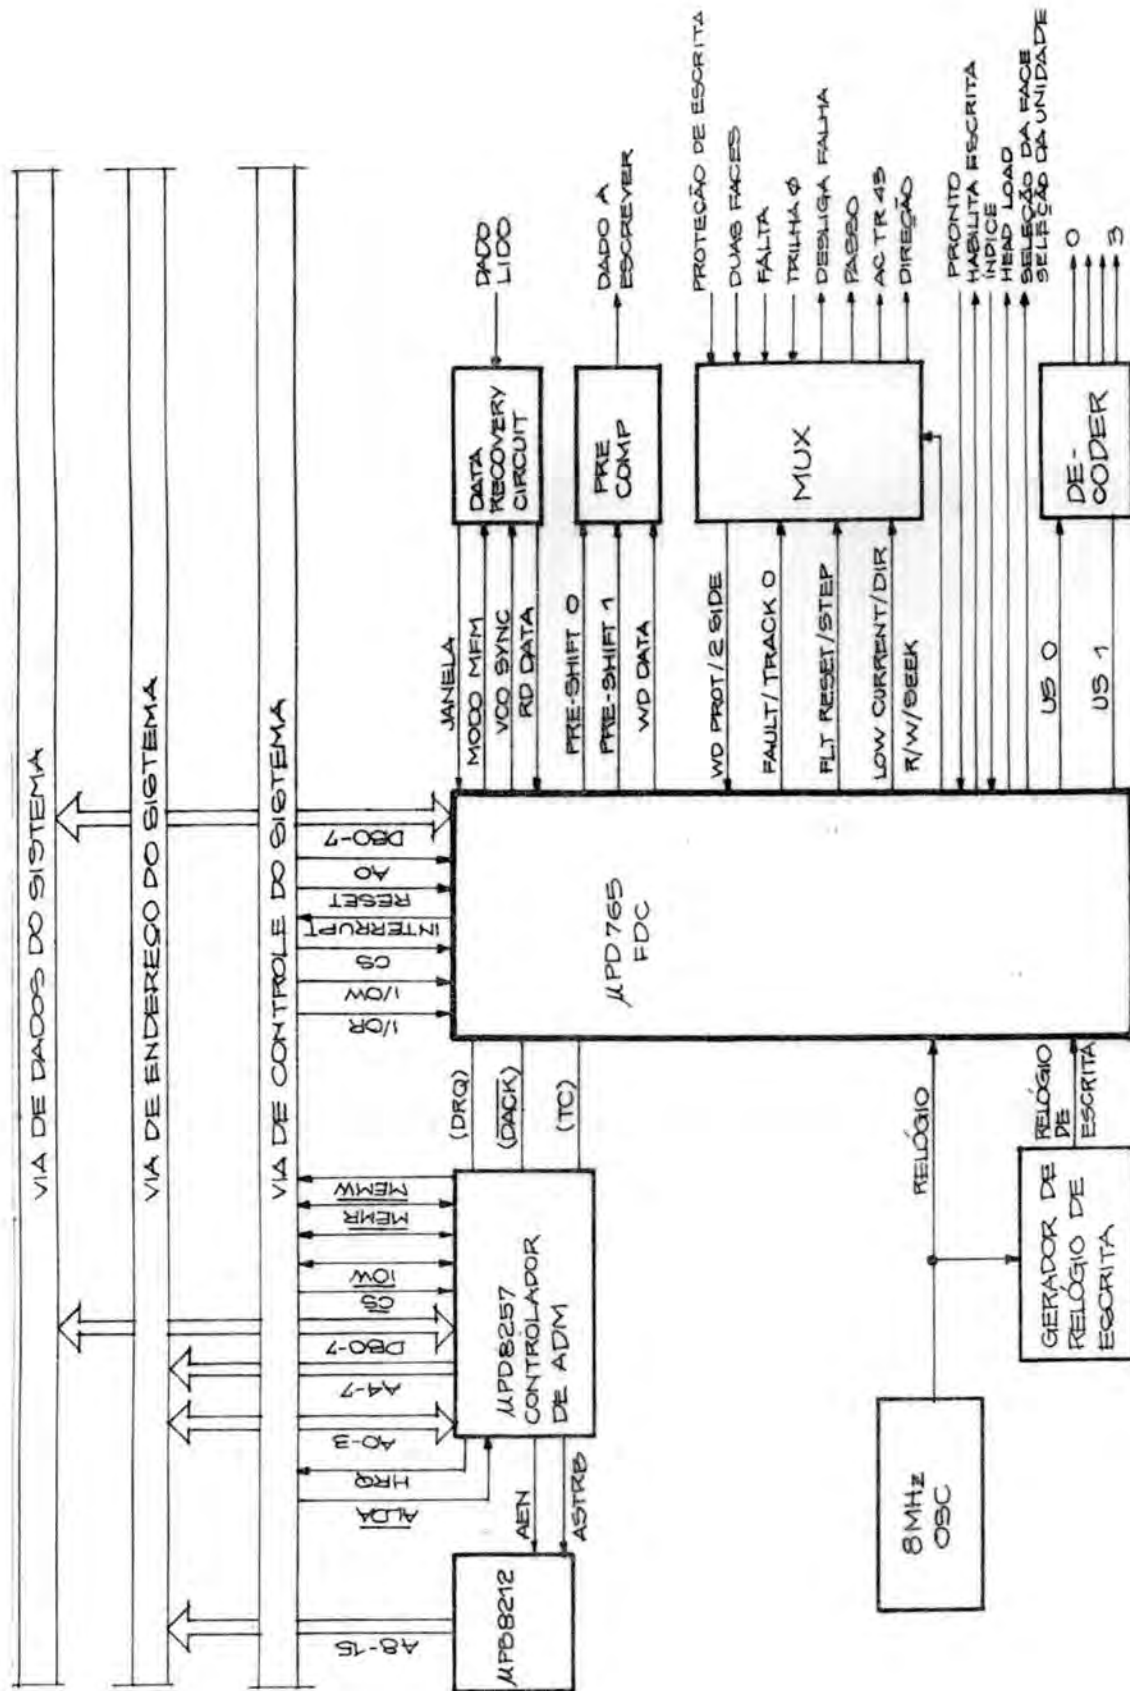 VIA DE DADOS DO SISTEMA
VIA DE ENDEREÇO DO SISTEMA
VIA DE CONTROLE DO SISTEMA
A8-15
ALDA
HRQ
A0-3
A4-7
DB0-7
CS
IOW
MEMR
MEMW
I/OR
I/OW
CS
INTERRUPT
RESET
A0
DB0-7
μPB8212
AEN
ASTRB
μPD8257
CONTROLADOR
DE ADM
(DRQ)
(DACK)
(TC)
μPD765
FDC
8MHz
OSC
RELÓGIO
GERADOR DE
RELÓGIO DE
ESCRITA
RELÓGIO
DE
ESCRITA
JANELA
MODO MFM
VCO SYNC
RD DATA
DATA
RECOVERY
CIRCUIT
DADO
LIDO
PRE-SHIFT 0
PRE-SHIFT 1
WD DATA
PRE
COMP
DADO A
ESCREVER
WD PROT/2 SIDE
FAULT/TRACK 0
FLT RESET/STEP
LOW CURRENT/DIR
R/W/SEEK
MUX
PROTEÇÃO DE ESCRITA
DUAS FACES
FALTA
TRILHA Ø
DESLIGA FALHA
PASSO
AC TR 43
DIREÇÃO
PRONTO
HABILITA ESCRITA
ÍNDICE
HEAD LOAD
SELEÇÃO DA FACE
SELEÇÃO DA UNIDADE
US 0
US 1
DE-
CODER
0
3